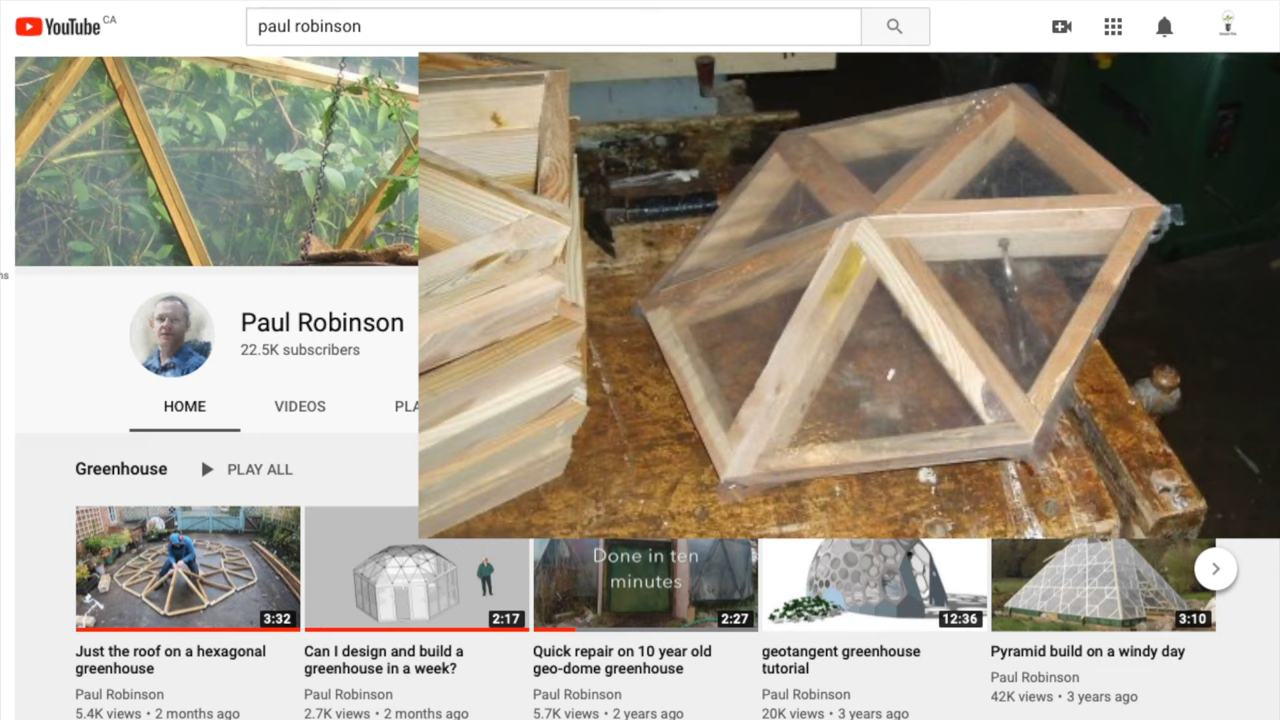 YouTube CA
paul robinson
ns
Paul Robinson
22.5K subscribers
HOME VIDEOS PLA
Greenhouse PLAY ALL
Done in ten
minutes
3:32 2:17 2:27 12:36 3:10
Just the roof on a hexagonal
greenhouse
Paul Robinson
5.4K views • 2 months ago
Can I design and build a
greenhouse in a week?
Paul Robinson
2.7K views • 2 months ago
Quick repair on 10 year old
geo-dome greenhouse
Paul Robinson
5.7K views • 2 years ago
geotangent greenhouse
tutorial
Paul Robinson
20K views • 3 years ago
Pyramid build on a windy day
Paul Robinson
42K views • 3 years ago